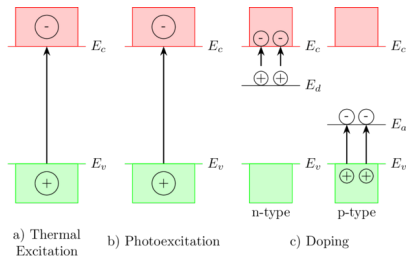 - - - -
E_c E_c E_c E_c
+ +
E_d
- -
E_a
E_v E_v E_v E_v
+ + + +
n-type p-type
a) Thermal
Excitation
b) Photoexcitation
c) Doping